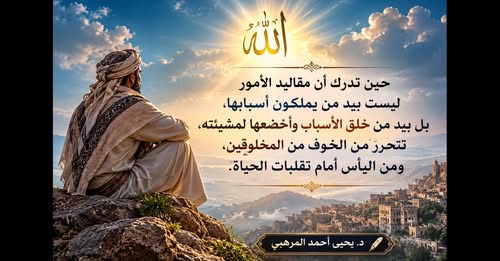 الله
حين تدرك أن مقاليد الأمور
ليست بيد من يملكون أسبابها،
بل بيد من خلق الأسباب وأخضعها لمشيئته،
تتحررَ من الخوف من المخلوقين،
ومن اليأس أمام تقلبات الحياة.
د. يحيى أحمد المرهبي